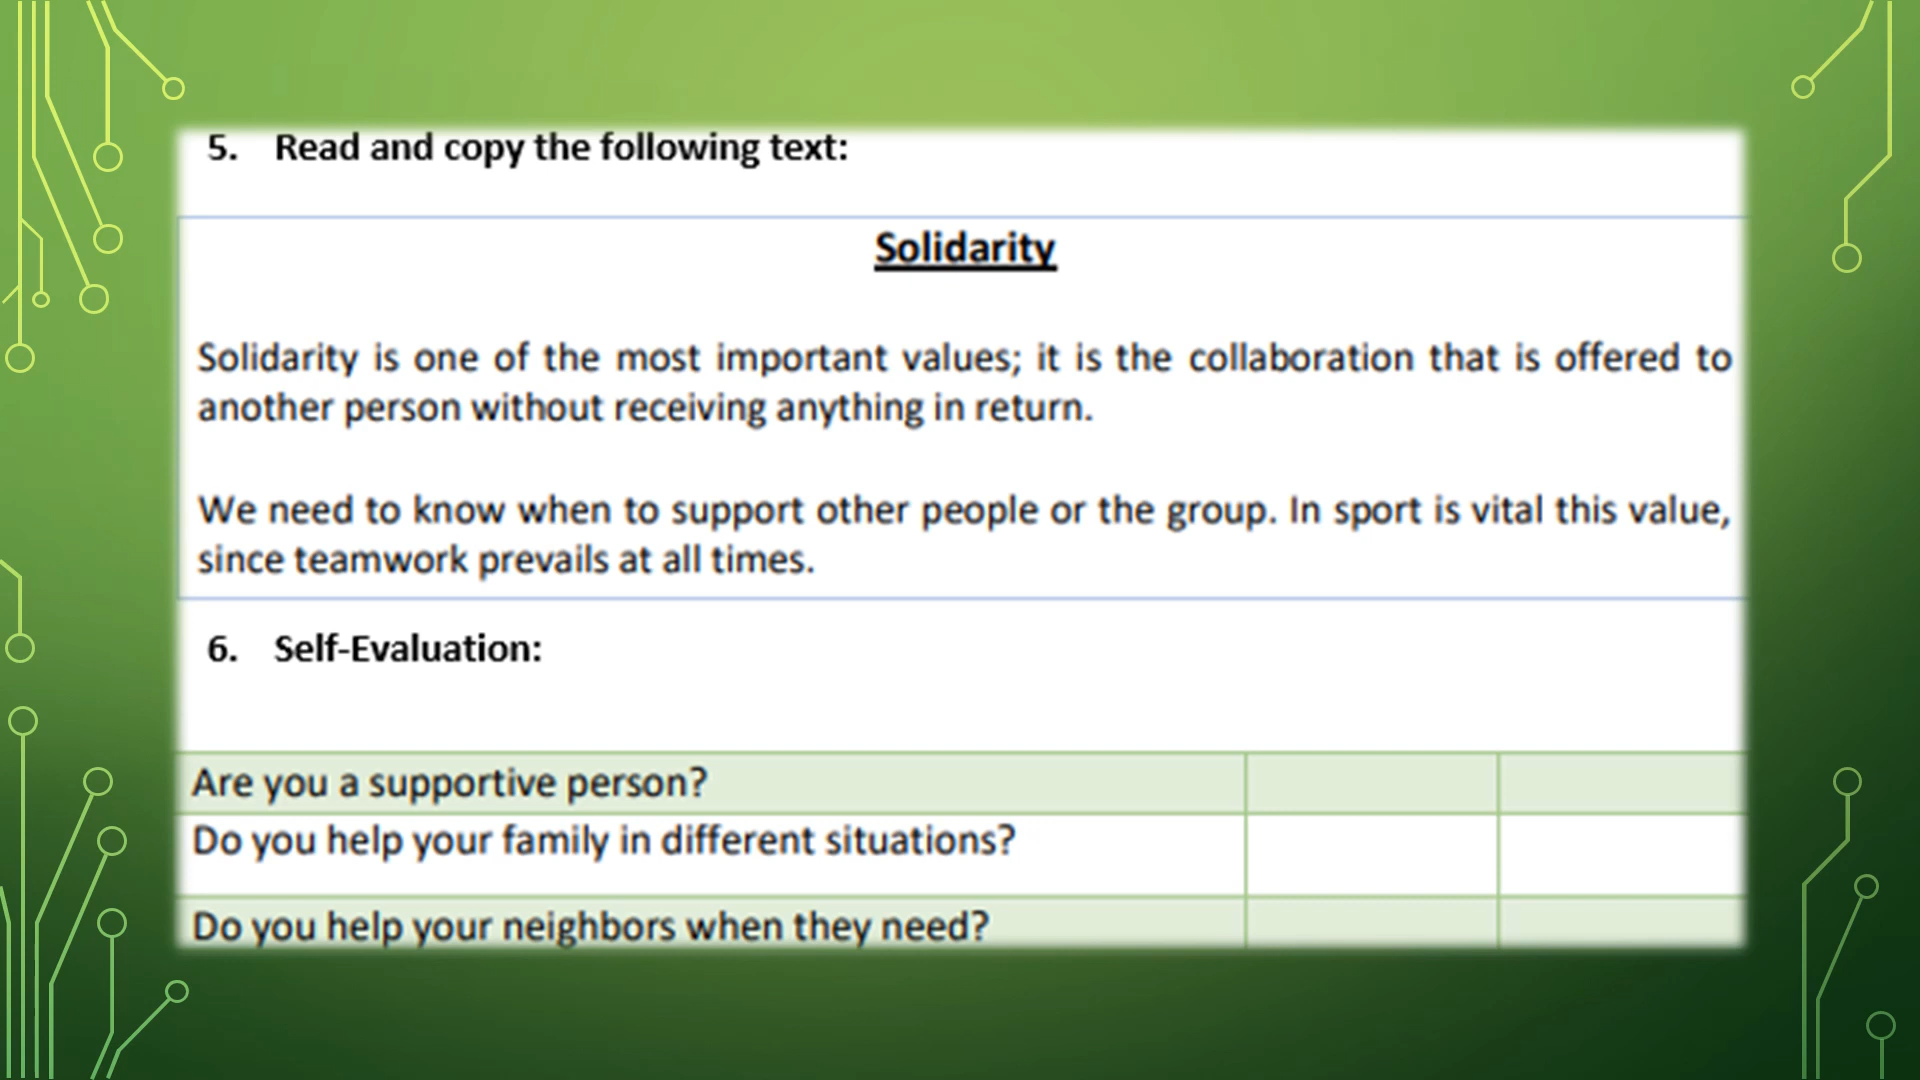 5. Read and copy the following text:
Solidarity
Solidarity is one of the most important values; it is the collaboration that is offered to
another person without receiving anything in return.
We need to know when to support other people or the group. In sport is vital this value,
since teamwork prevails at all times.
6. Self-Evaluation:
Are you a supportive person?
Do you help your family in different situations?
Do you help your neighbors when they need?